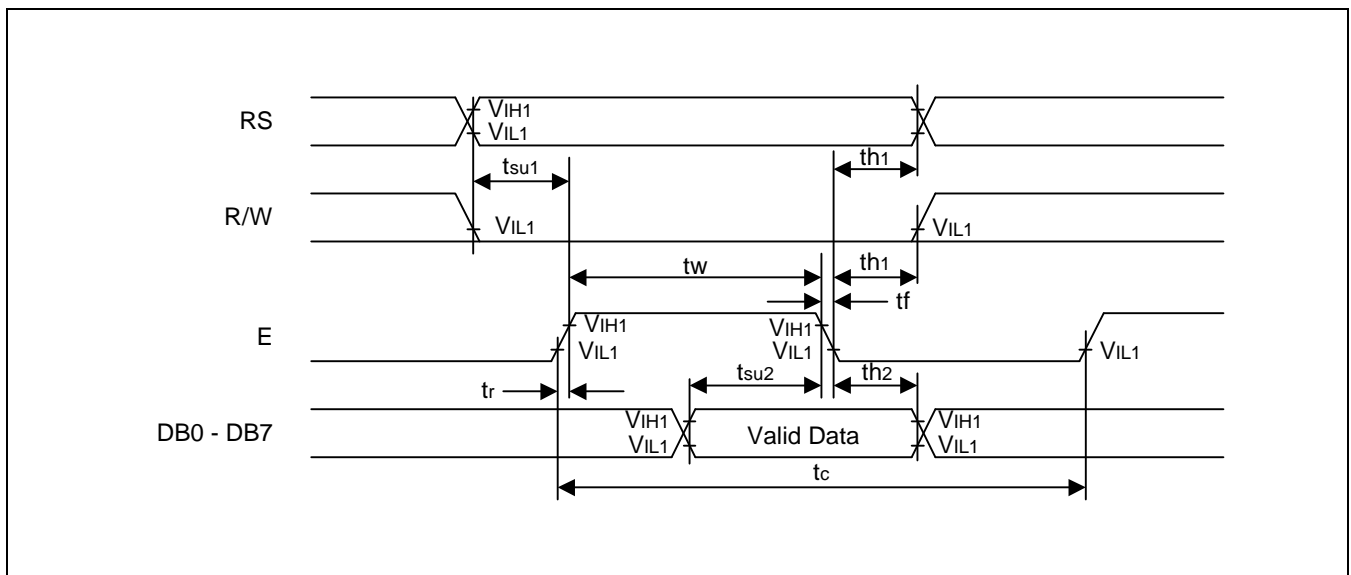 RS
VIH1
VIL1
tsu1
th1
R/W
VIL1
VIL1
tw
th1
tf
E
VIH1
VIL1
VIH1
VIL1
VIL1
tr
tsu2
th2
DB0 - DB7
VIH1
VIL1
Valid Data
VIH1
VIL1
tc